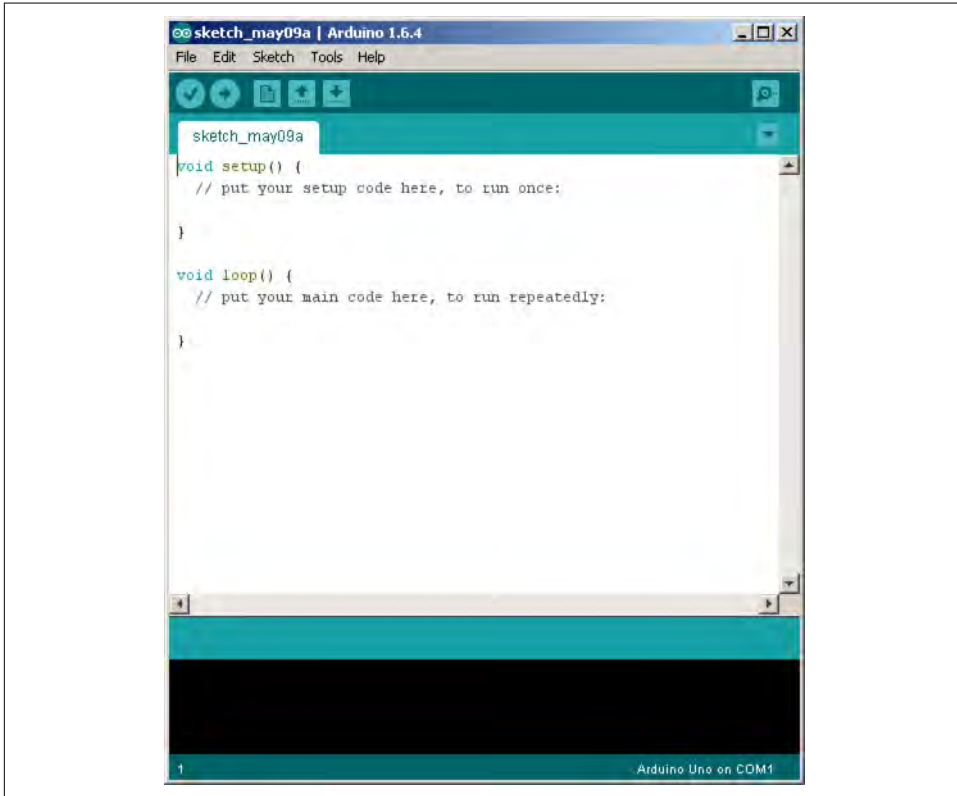 sketch_may09a | Arduino 1.6.4
File Edit Sketch Tools Help
sketch_may09a
void setup() {
  // put your setup code here, to run once:
}
void loop() {
  // put your main code here, to run repeatedly:
}
1
Arduino Uno on COM1